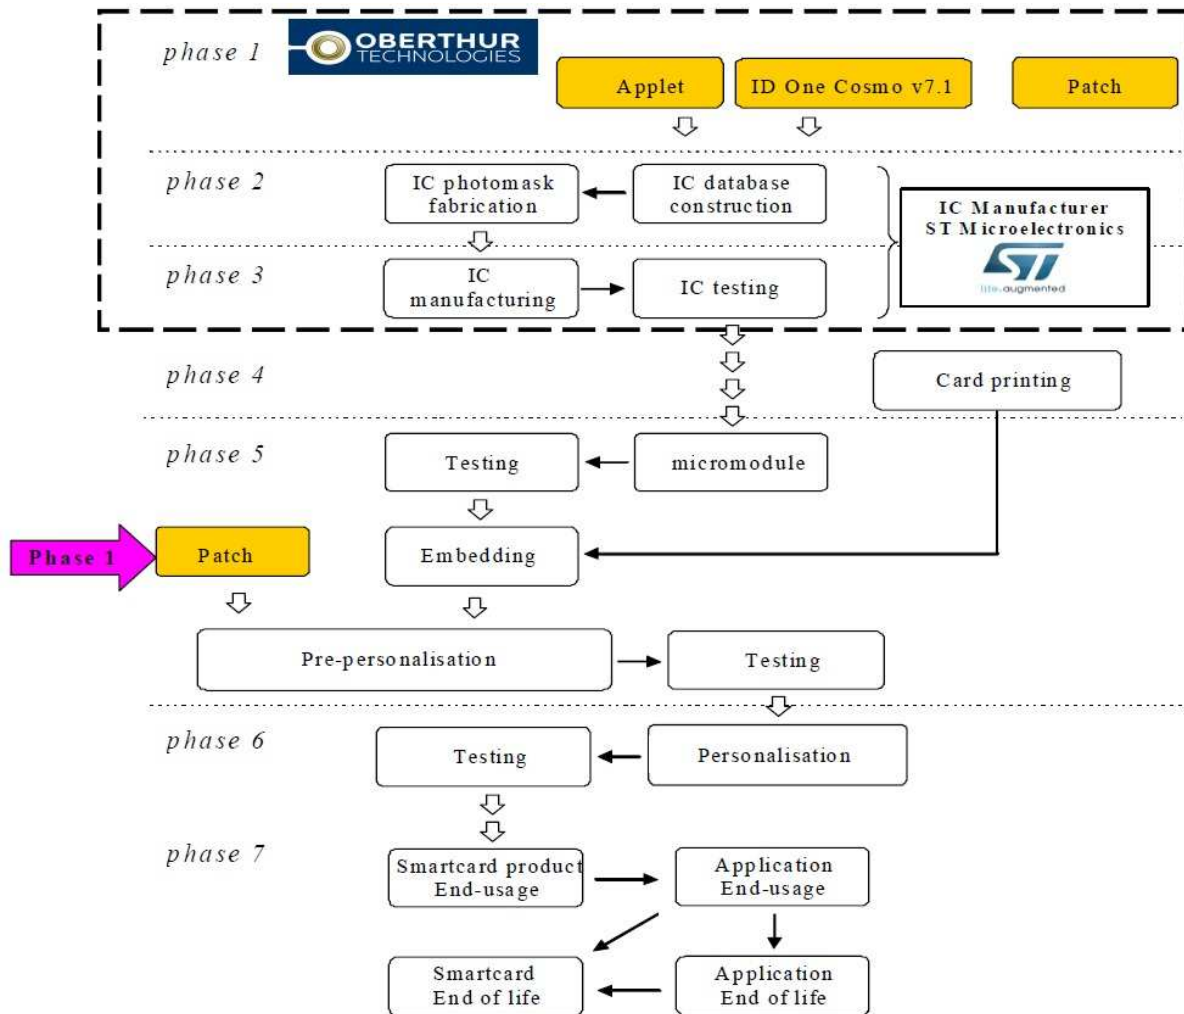 phase 1
OBERTHUR
TECHNOLOGIES
Applet
ID One Cosmo v7.1
Patch
phase 2
IC photomask
fabrication
IC database
construction
IC Manufacturer
ST Microelectronics
ST
life.augmented
phase 3
IC
manufacturing
IC testing
phase 4
Card printing
phase 5
Testing
micromodule
Phase 1
Patch
Embedding
Pre-personalisation
Testing
phase 6
Testing
Personalisation
phase 7
Smartcard product
End-usage
Application
End-usage
Smartcard
End of life
Application
End of life